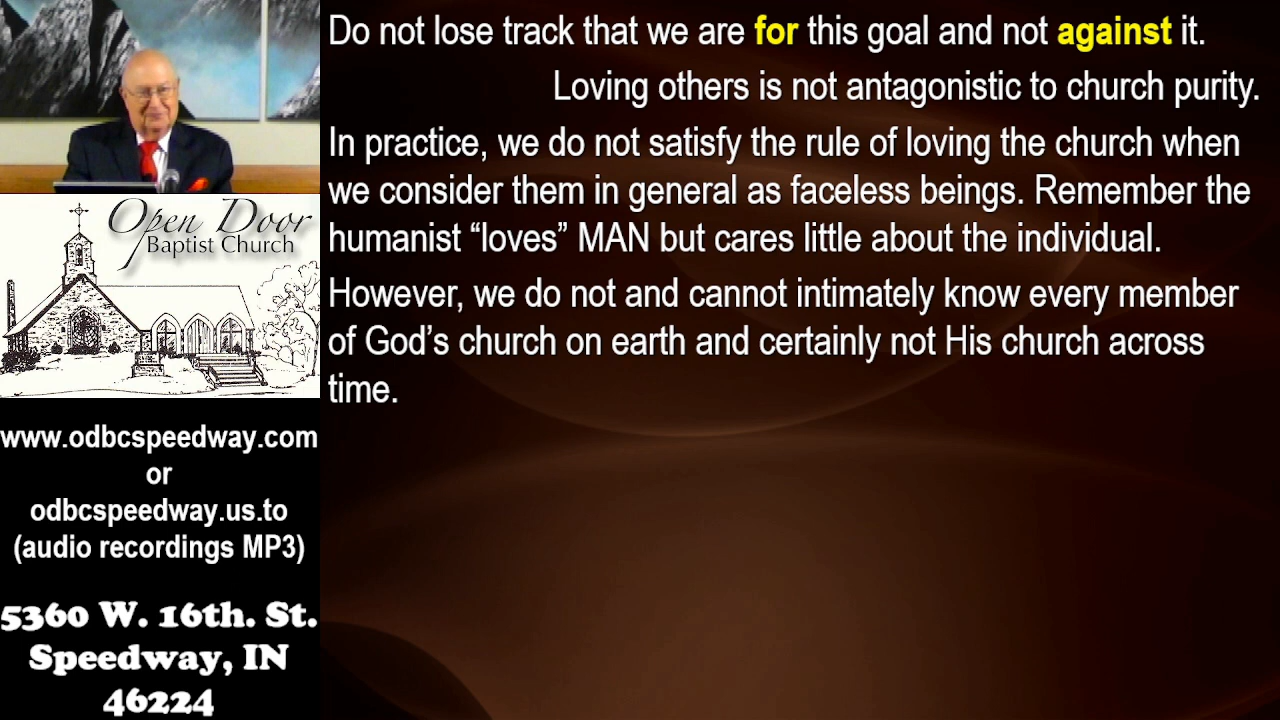 Do not lose track that we are for this goal and not against it.
Loving others is not antagonistic to church purity.
In practice, we do not satisfy the rule of loving the church when
we consider them in general as faceless beings. Remember the
humanist “loves” MAN but cares little about the individual.
However, we do not and cannot intimately know every member
of God’s church on earth and certainly not His church across
time.
Open Door
Baptist Church
www.odbcspeedway.com
or
odbcspeedway.us.to
(audio recordings MP3)
5360 W. 16th. St.
Speedway, IN
46224